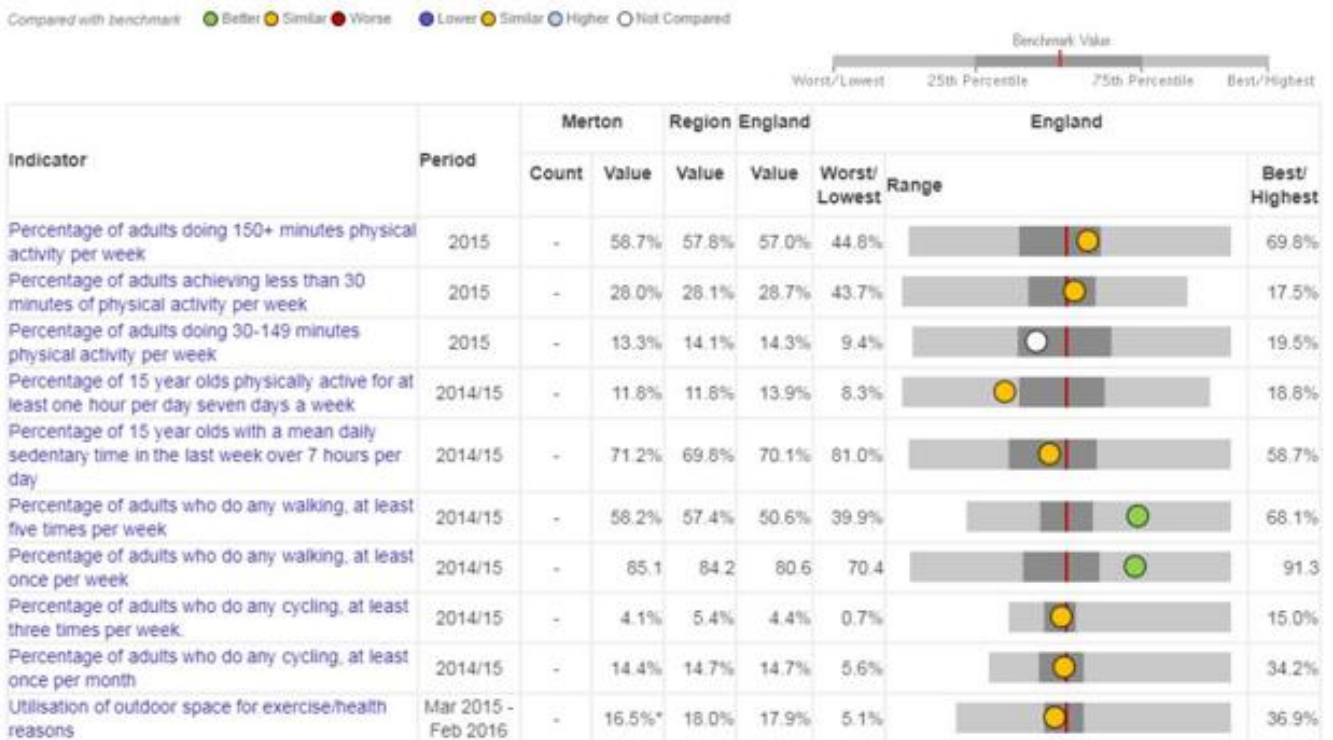 Compared with benchmark Better Similar Worse Lower Similar Higher Not Compared
Benchmark Value
Worst/Lowest 25th Percentile 75th Percentile Best/Highest
Indicator Period Merton Region England England
Count Value Value Value Worst/ Lowest Range Best/ Highest
Percentage of adults doing 150+ minutes physical
activity per week
2015 - 58.7% 57.8% 57.0% 44.8% 69.8%
Percentage of adults achieving less than 30
minutes of physical activity per week
2015 - 28.0% 28.1% 28.7% 43.7% 17.5%
Percentage of adults doing 30-149 minutes
physical activity per week
2015 - 13.3% 14.1% 14.3% 9.4% 19.5%
Percentage of 15 year olds physically active for at
least one hour per day seven days a week
2014/15 - 11.8% 11.8% 13.9% 8.3% 18.8%
Percentage of 15 year olds with a mean daily
sedentary time in the last week over 7 hours per
day
2014/15 - 71.2% 69.8% 70.1% 81.0% 58.7%
Percentage of adults who do any walking, at least
five times per week
2014/15 - 58.2% 57.4% 50.6% 39.9% 68.1%
Percentage of adults who do any walking, at least
once per week
2014/15 - 85.1 84.2 80.6 70.4 91.3
Percentage of adults who do any cycling, at least
three times per week.
2014/15 - 4.1% 5.4% 4.4% 0.7% 15.0%
Percentage of adults who do any cycling, at least
once per month
2014/15 - 14.4% 14.7% 14.7% 5.6% 34.2%
Utilisation of outdoor space for exercise/health
reasons
Mar 2015 -
Feb 2016
- 16.5%* 18.0% 17.9% 5.1% 36.9%